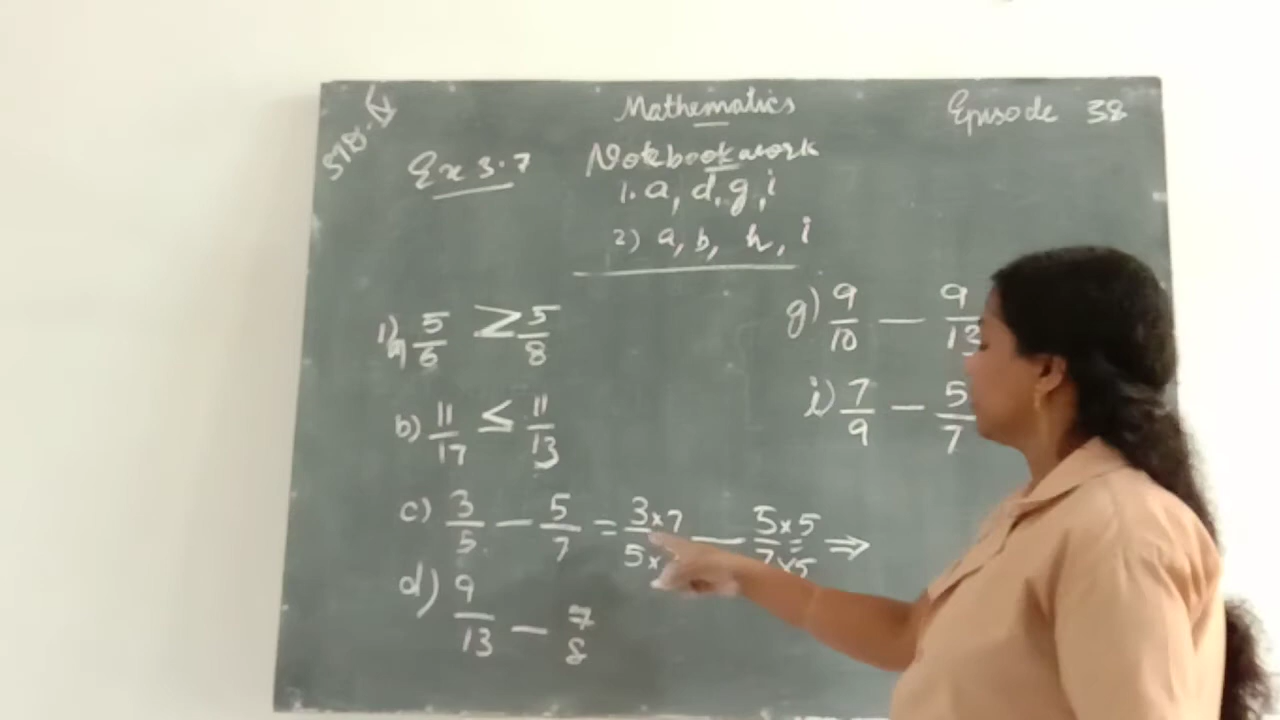 STD. V
Mathematics
Episode 38
Ex 3.7
Notebook work
1. a, d, g, i
2) a, b, h, i
1) a) 5/6 ≥ 5/8
b) 11/17 ≤ 11/13
c) 3/5 — 5/7 = 3×7/5× — 5×5/7×5 ⇒
d) 9/13 — 7/8
g) 9/10 — 9/13
i) 7/9 — 5/7